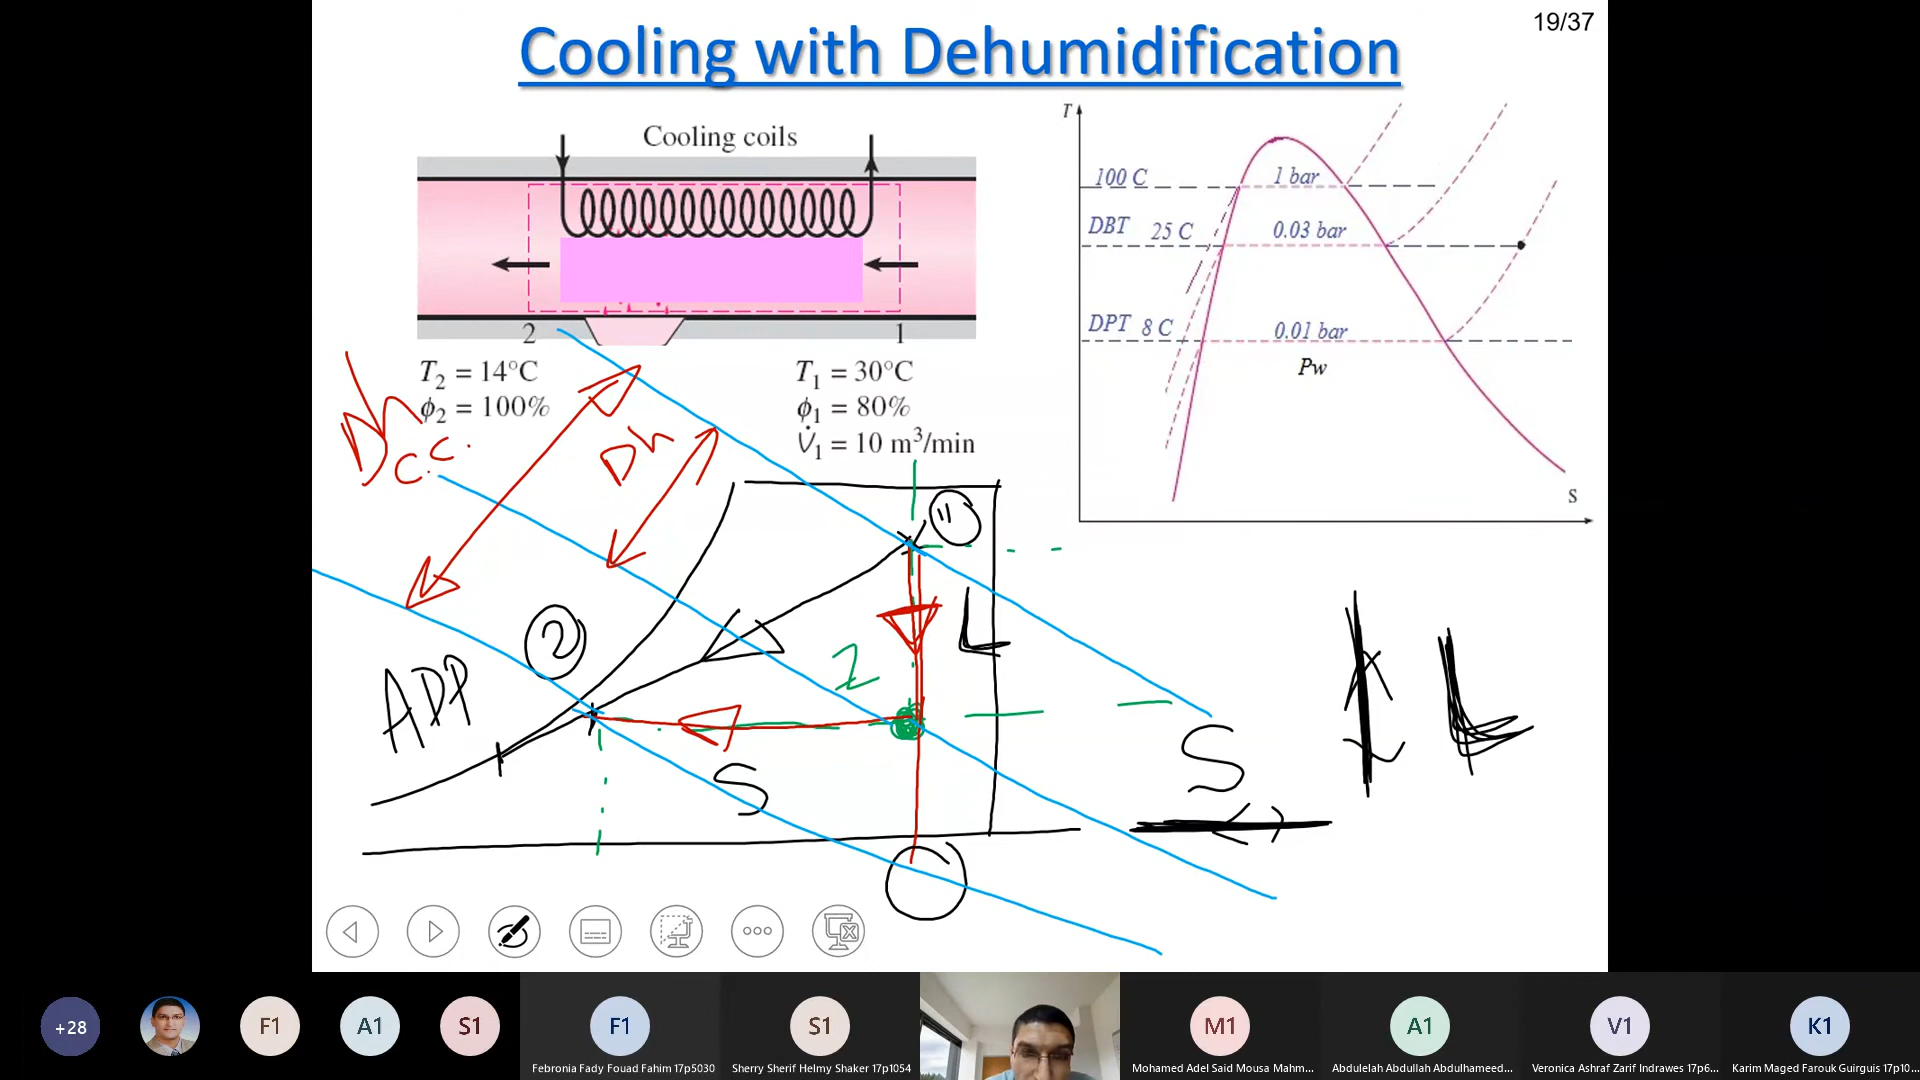 19/37
Cooling with Dehumidification
Cooling coils
2
1
T₂ = 14°C
ϕ₂ = 100%
T₁ = 30°C
ϕ₁ = 80%
V̇₁ = 10 m³/min
T
100 C
1 bar
DBT 25 C
0.03 bar
DPT 8 C
0.01 bar
Pw
S
Dh
c.c.
Dh
1
2
L
Z
ADP
S
S
L
+28
F1
A1
S1
F1
Febronia Fady Fouad Fahim 17p5030
S1
Sherry Sherif Helmy Shaker 17p1054
M1
Mohamed Adel Said Mousa Mahm...
A1
Abdulelah Abdullah Abdulhameed...
V1
Veronica Ashraf Zarif Indrawes 17p6...
K1
Karim Maged Farouk Guirguis 17p10...